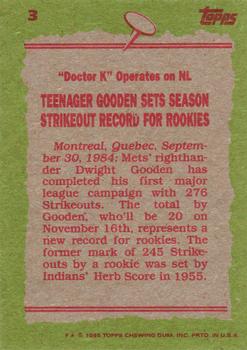 3
Topps
"Doctor K" Operates on NL
TEENAGER GOODEN SETS SEASON
STRIKEOUT RECORD FOR ROOKIES
Montreal, Quebec, Septem-
ber 30, 1984: Mets' righthan-
der Dwight Gooden has
completed his first major
league campaign with 276
Strikeouts. The total by
Gooden, who'll be 20 on
November 16th, represents a
new record for rookies. The
former mark of 245 Strike-
outs by a rookie was set by
Indians' Herb Score in 1955.
© 1985 TOPPS CHEWING GUM, INC. PRTD. IN U.S.A.